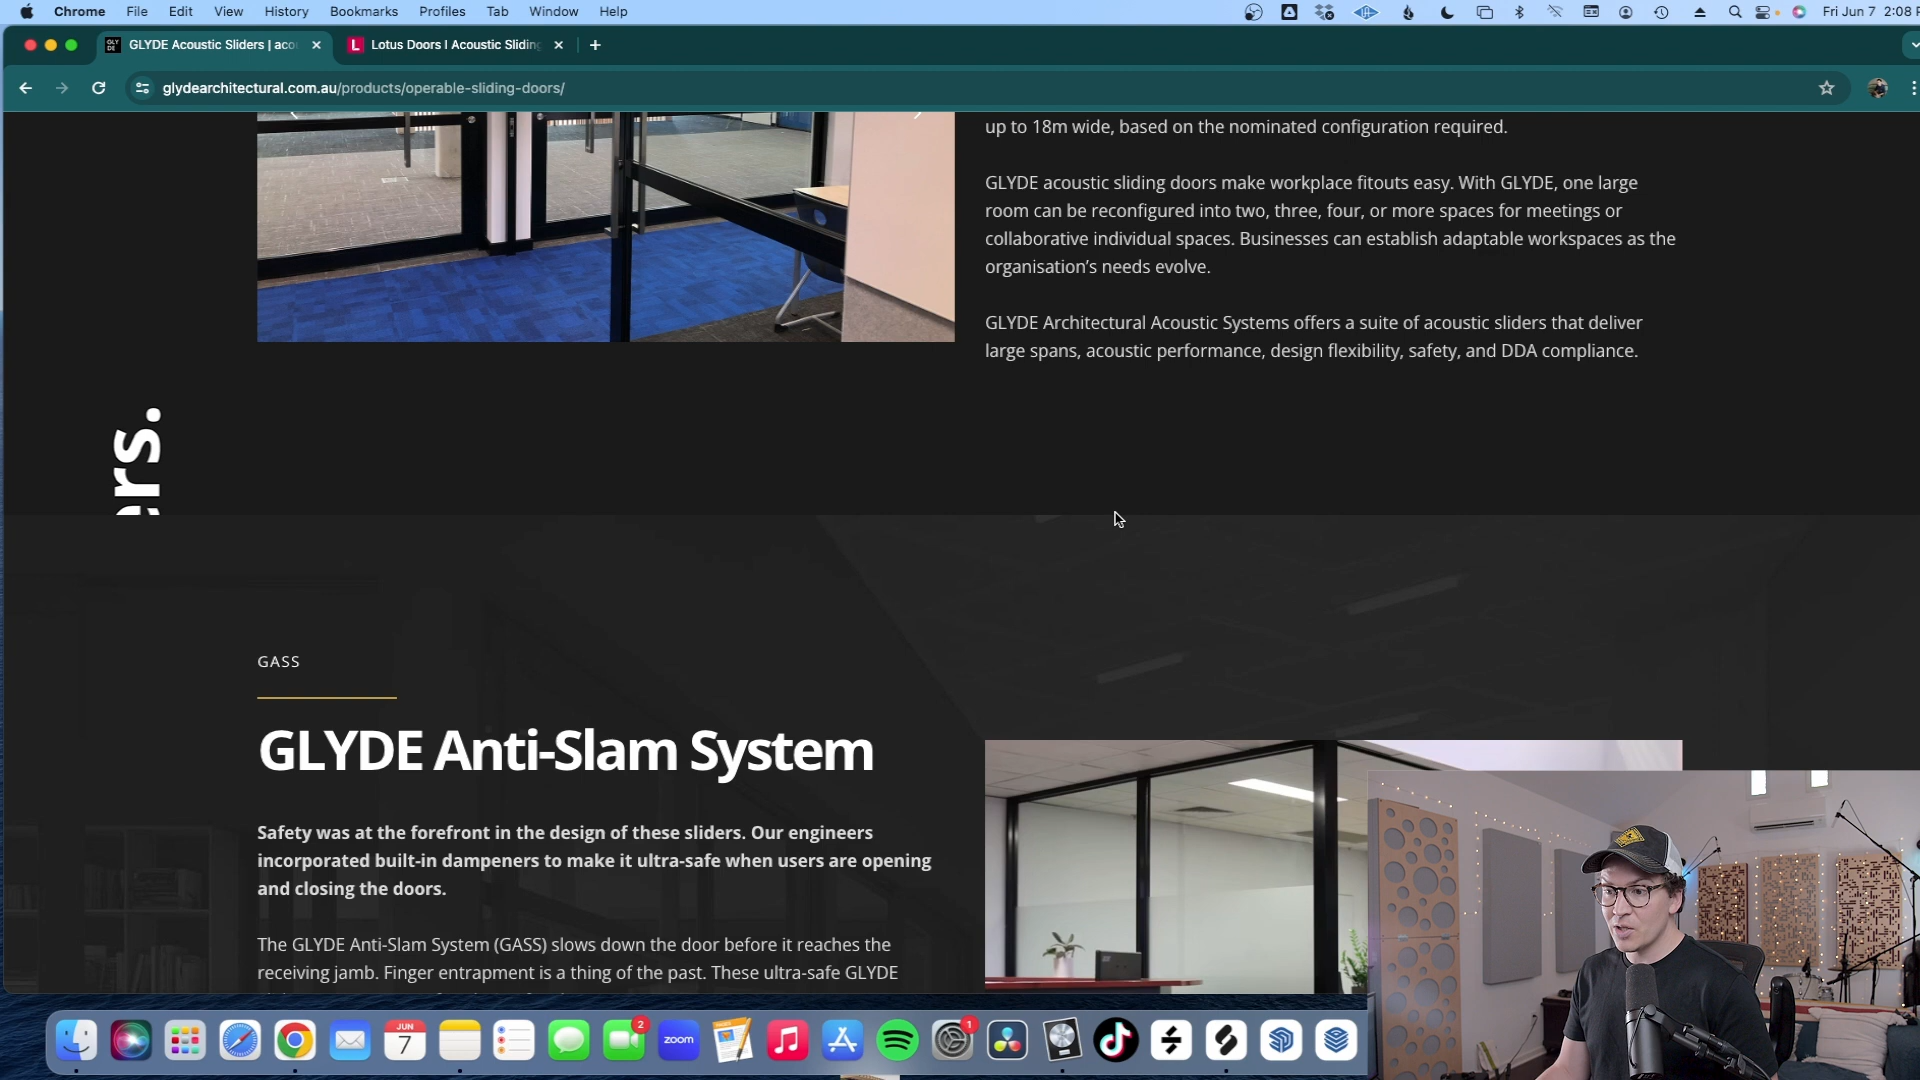 Chrome File Edit View History Bookmarks Profiles Tab Window Help
Fri Jun 7 2:08
GLYDE Acoustic Sliders | aco
Lotus Doors | Acoustic Sliding
glydearchitectural.com.au/products/operable-sliding-doors/
up to 18m wide, based on the nominated configuration required.
GLYDE acoustic sliding doors make workplace fitouts easy. With GLYDE, one large
room can be reconfigured into two, three, four, or more spaces for meetings or
collaborative individual spaces. Businesses can establish adaptable workspaces as the
organisation’s needs evolve.
GLYDE Architectural Acoustic Systems offers a suite of acoustic sliders that deliver
large spans, acoustic performance, design flexibility, safety, and DDA compliance.
ers.
GASS
GLYDE Anti-Slam System
Safety was at the forefront in the design of these sliders. Our engineers
incorporated built-in dampeners to make it ultra-safe when users are opening
and closing the doors.
The GLYDE Anti-Slam System (GASS) slows down the door before it reaches the
receiving jamb. Finger entrapment is a thing of the past. These ultra-safe GLYDE
JUN
7
2
zoom
1